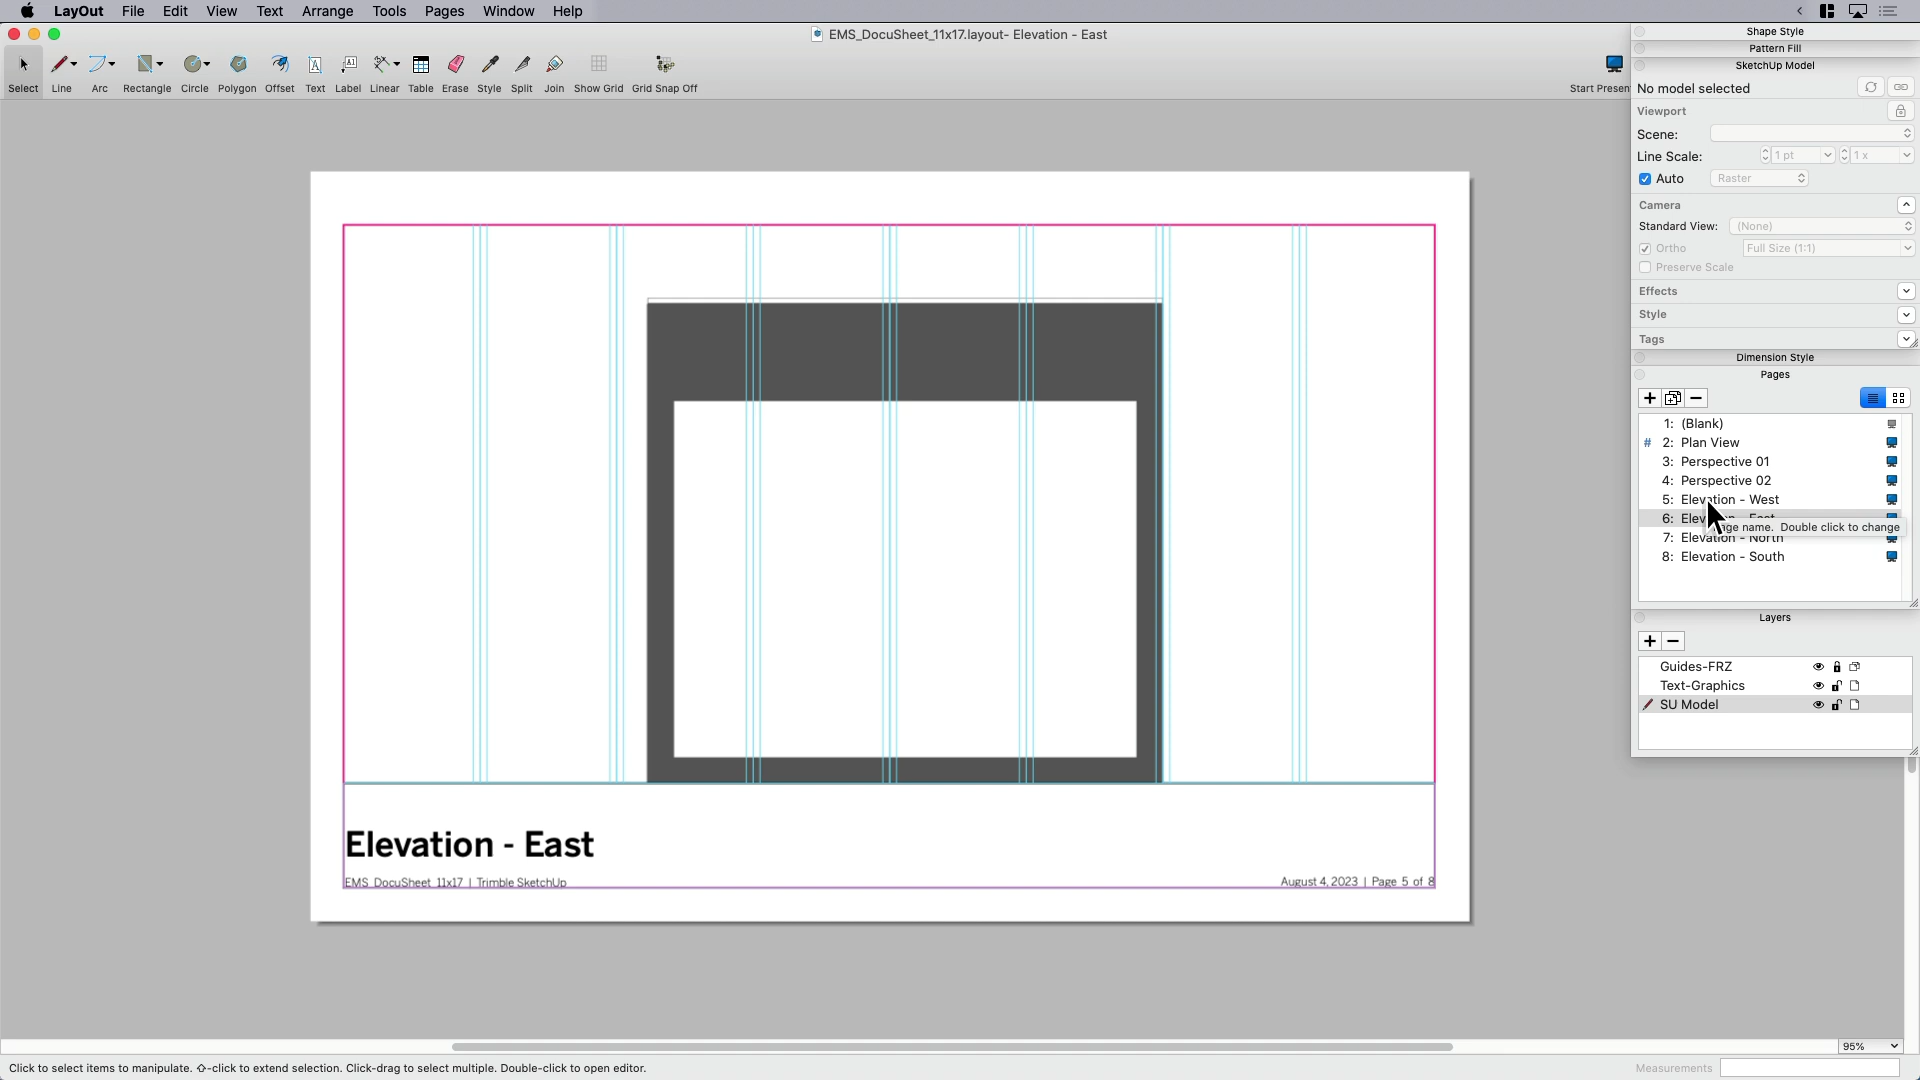 LayOut File Edit View Text Arrange Tools Pages Window Help
EMS_DocuSheet_11x17.layout- Elevation - East
Select Line Arc Rectangle Circle Polygon Offset Text Label Linear Table Erase Style Split Join Show Grid Grid Snap Off Start Presen
Shape Style
Pattern Fill
SketchUp Model
No model selected
Viewport
Scene:
Line Scale: 1 pt 1 x
Auto Raster
Camera
Standard View: (None)
Ortho Full Size (1:1)
Preserve Scale
Effects
Style
Tags
Dimension Style
Pages
1: (Blank)
# 2: Plan View
3: Perspective 01
4: Perspective 02
5: Elevation - West
6:
nge name. Double click to change
7: Elevation - North
8: Elevation - South
Layers
Guides-FRZ
Text-Graphics
SU Model
Elevation - East
EMS_DocuSheet_11x17 | Trimble SketchUp
August 4, 2023 | Page 5 of 8
95%
Click to select items to manipulate. ⇧-click to extend selection. Click-drag to select multiple. Double-click to open editor.
Measurements